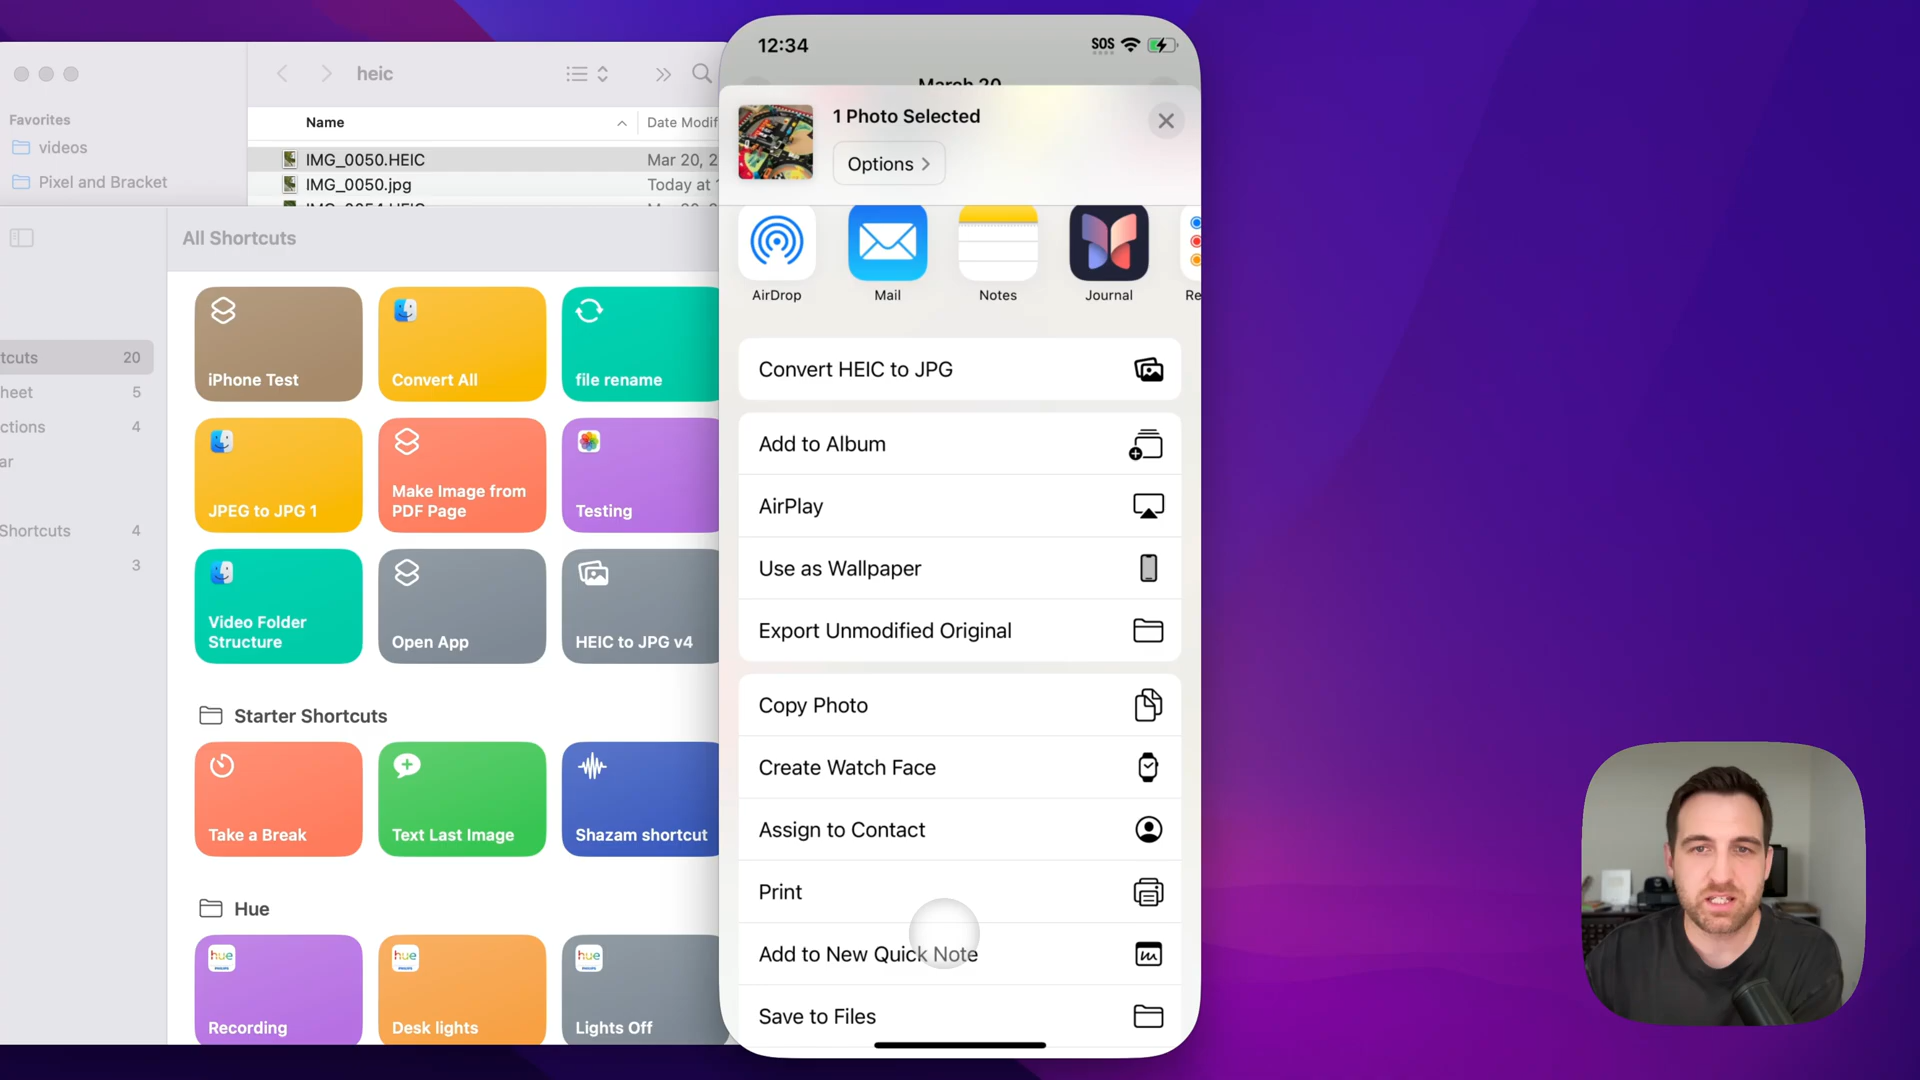 heic
Favorites
videos
Pixel and Bracket
Name
Date Modif
IMG_0050.HEIC
Mar 20, 2
IMG_0050.jpg
Today at
All Shortcuts
tcuts 20
heet 5
ctions 4
ar
Shortcuts 4
3
iPhone Test
Convert All
file rename
JPEG to JPG 1
Make Image from
PDF Page
Testing
Video Folder
Structure
Open App
HEIC to JPG v4
Starter Shortcuts
Take a Break
Text Last Image
Shazam shortcut
Hue
hue
hue
hue
Recording
Desk lights
Lights Off
12:34
SOS
March 20
1 Photo Selected
Options
AirDrop
Mail
Notes
Journal
Re
Convert HEIC to JPG
Add to Album
AirPlay
Use as Wallpaper
Export Unmodified Original
Copy Photo
Create Watch Face
Assign to Contact
Print
Add to New Quick Note
Save to Files